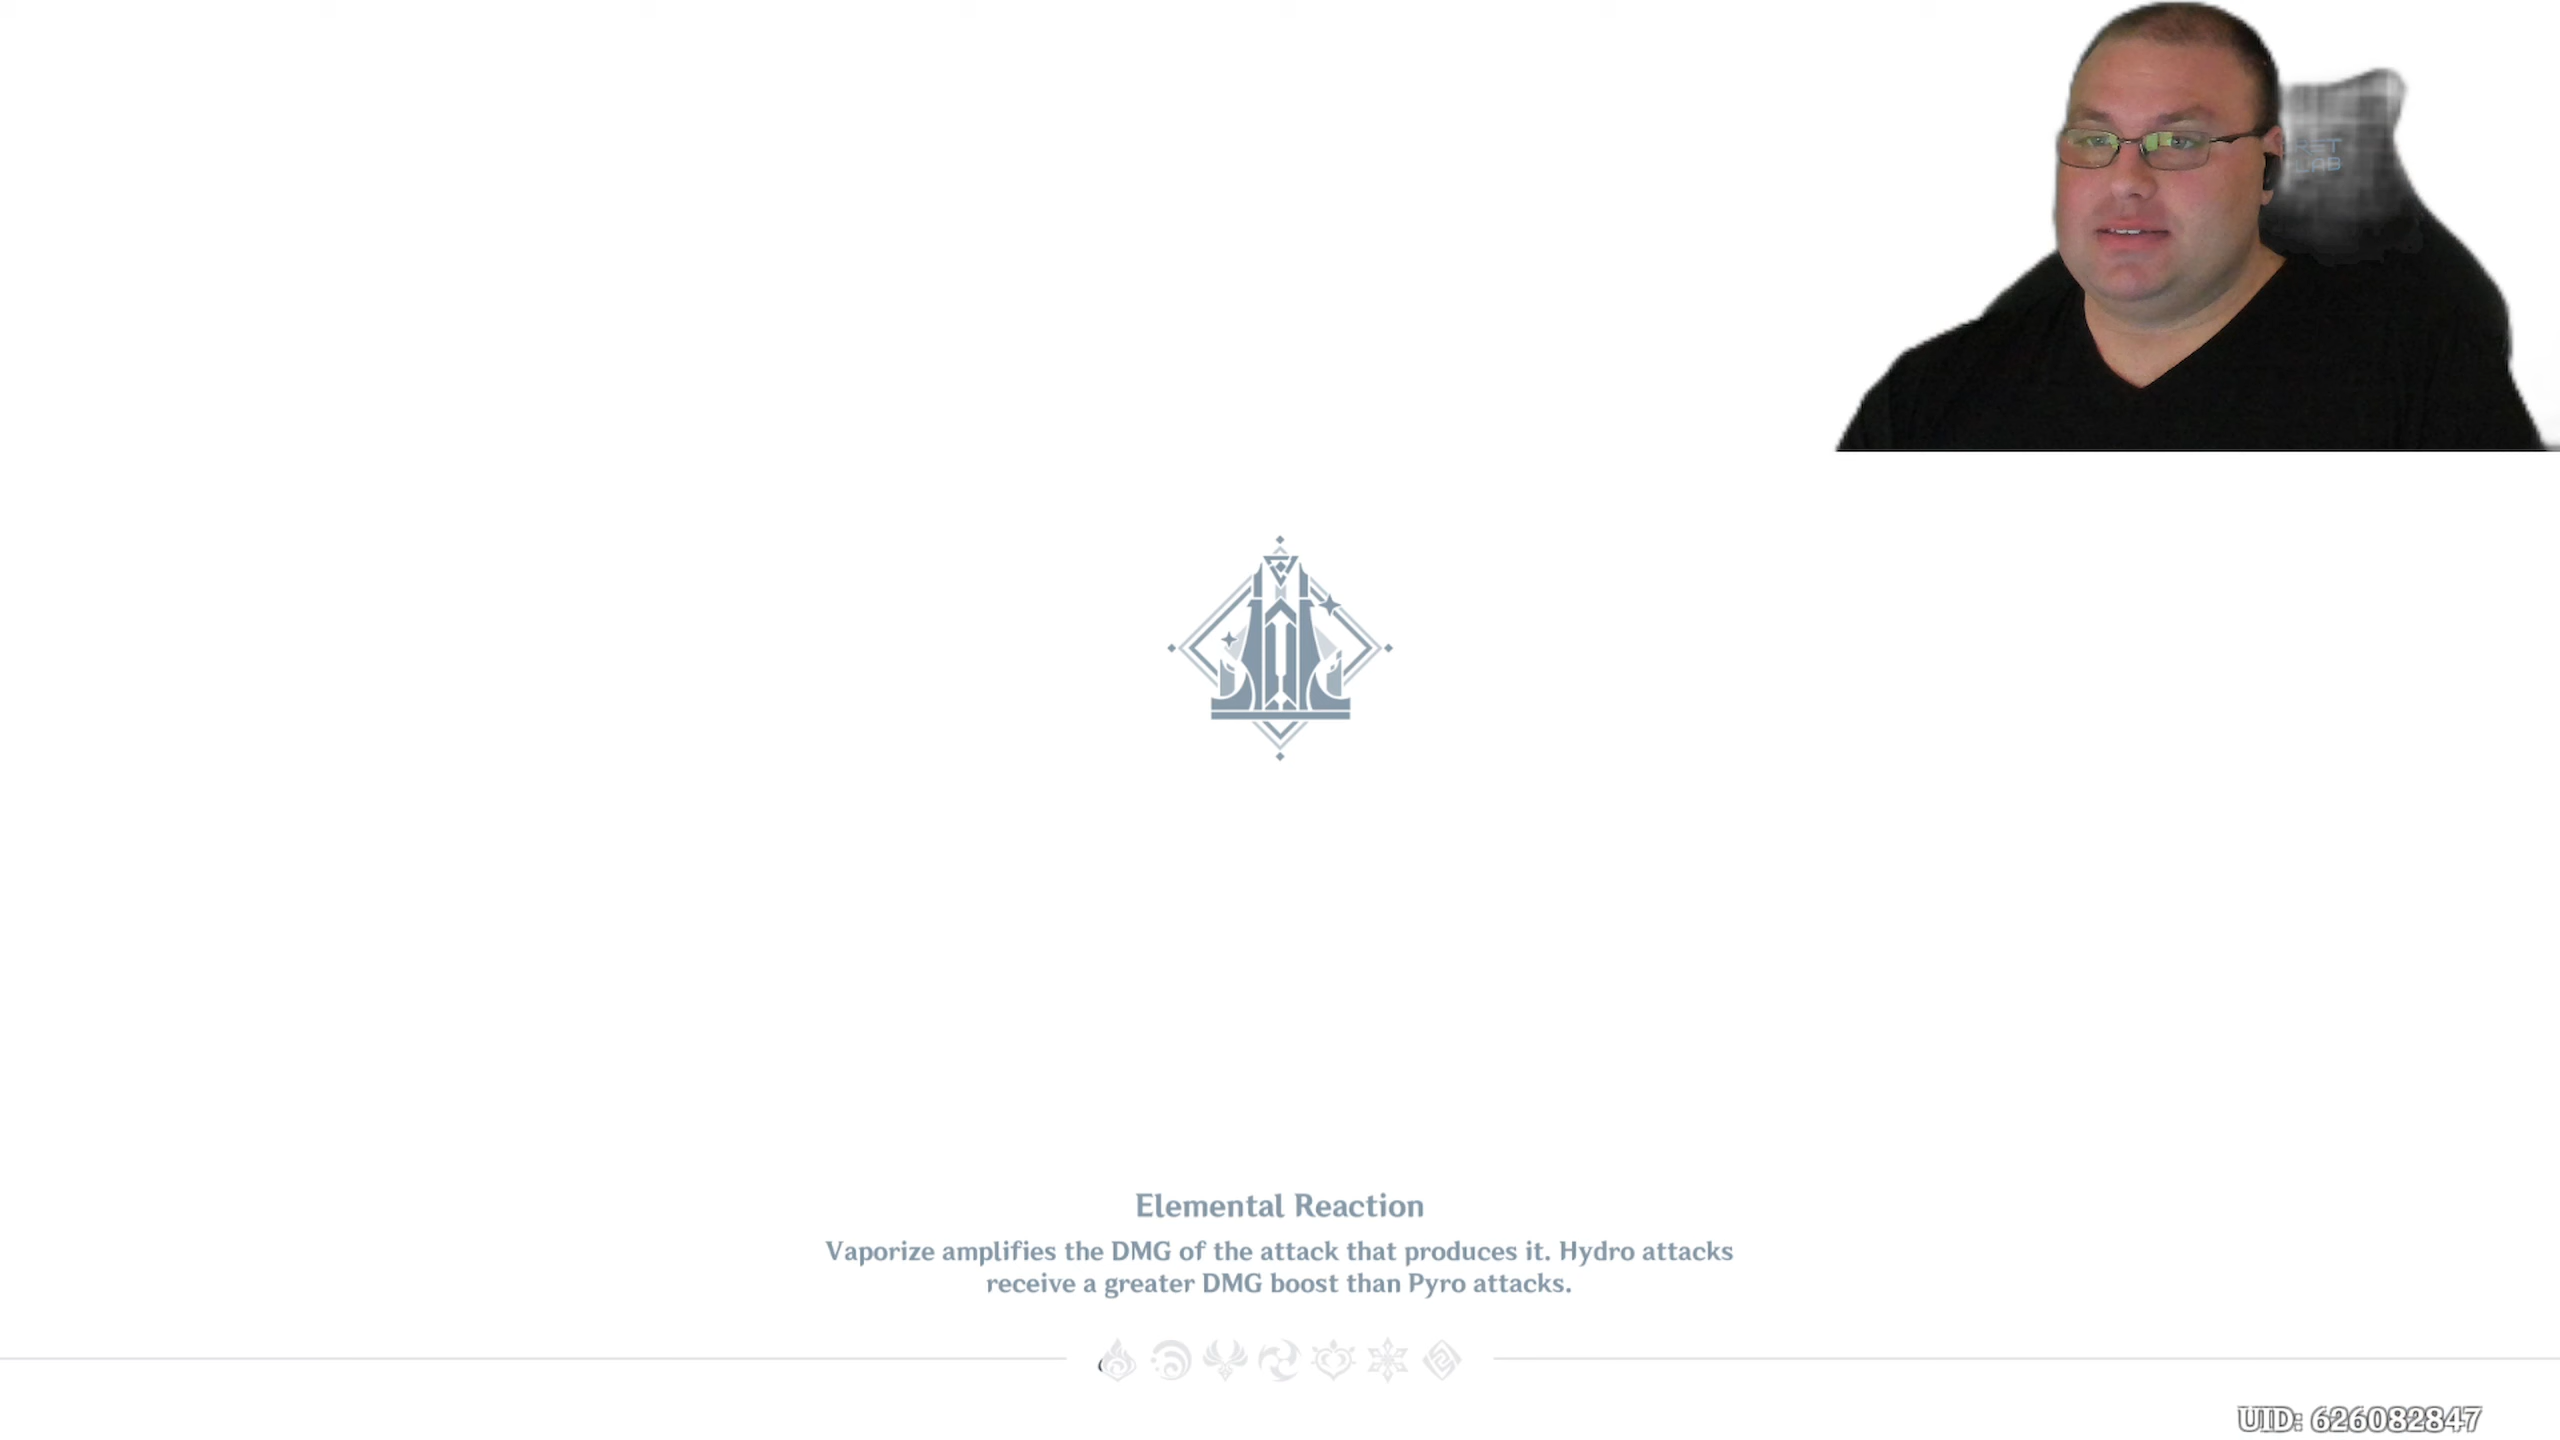 LAB
Elemental Reaction
Vaporize amplifies the DMG of the attack that produces it. Hydro attacks
receive a greater DMG boost than Pyro attacks.
UID: 626082847